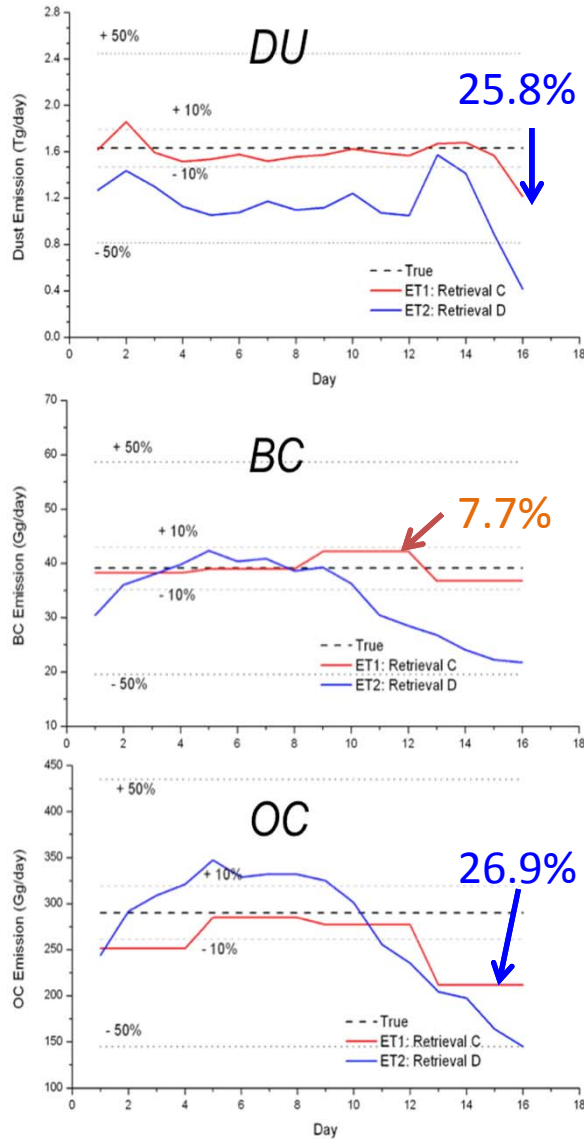 DU
+ 50%
25.8%
+ 10%
- 10%
- 50%
True
ET1: Retrieval C
ET2: Retrieval D
Dust Emission (Tg/day)
2.8
2.4
2.0
1.6
1.2
0.8
0.4
0.0
0 2 4 6 8 10 12 14 16 18
Day
BC
+ 50%
7.7%
+ 10%
- 10%
- 50%
True
ET1: Retrieval C
ET2: Retrieval D
BC Emission (Gg/day)
70
60
50
40
30
20
10
0 2 4 6 8 10 12 14 16 18
Day
OC
+ 50%
26.9%
+ 10%
- 10%
- 50%
True
ET1: Retrieval C
ET2: Retrieval D
OC Emission (Gg/day)
450
400
350
300
250
200
150
100
0 2 4 6 8 10 12 14 16 18
Day